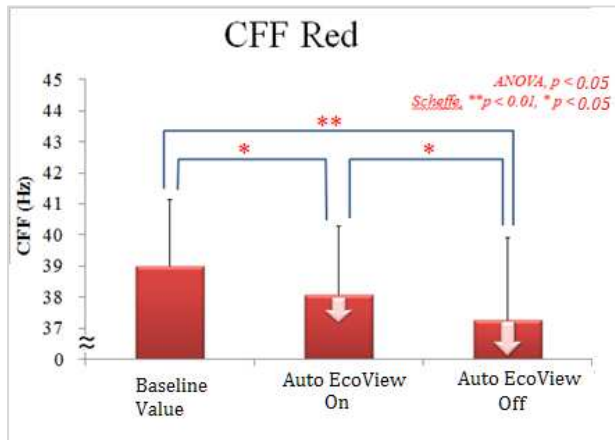 CFF Red
ANOVA, p < 0.05
Scheffe, **p < 0.01, * p < 0.05
CFF (Hz)
45
44
43
42
41
40
39
38
37
0
≈
**
*
*
Baseline
Value
Auto EcoView
On
Auto EcoView
Off